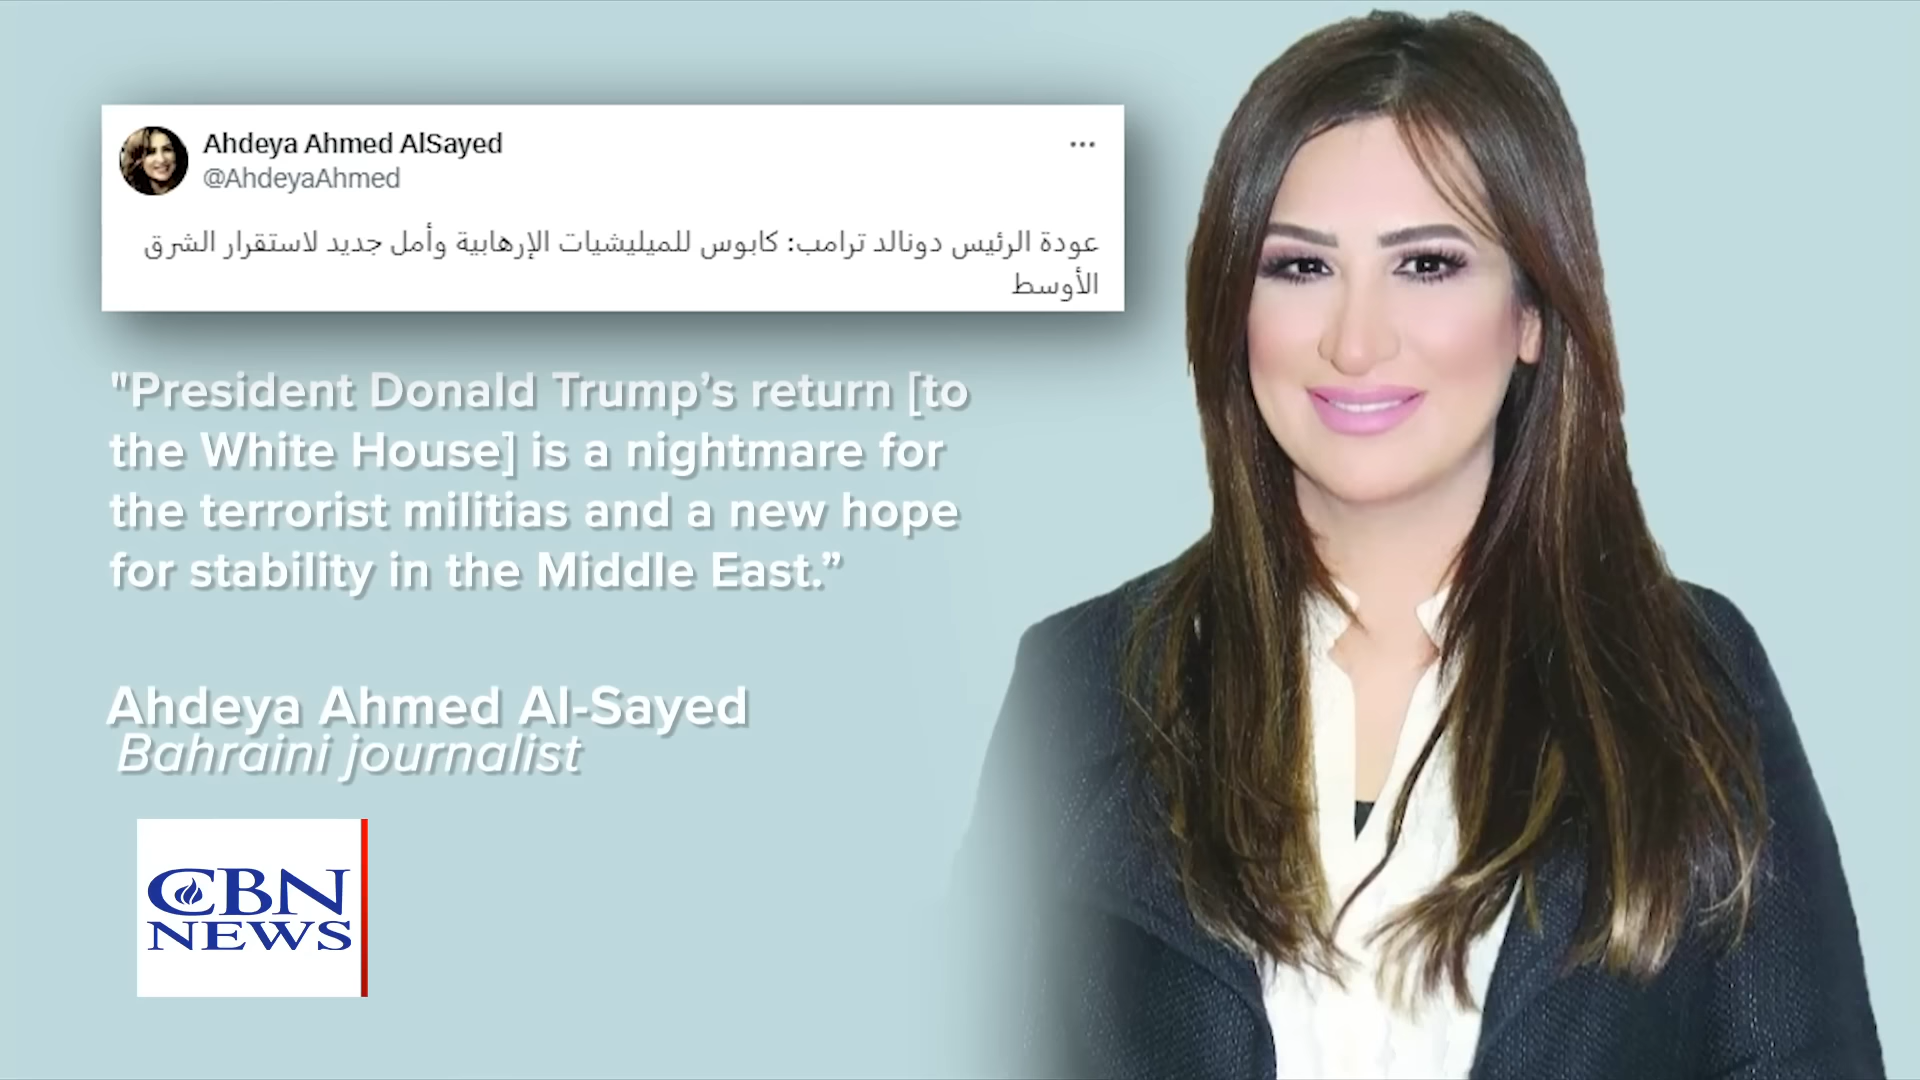 Ahdeya Ahmed AlSayed
@AhdeyaAhmed
عودة الرئيس دونالد ترامب: كابوس للميليشيات الإرهابية وأمل جديد لاستقرار الشرق
الأوسط
"President Donald Trump’s return [to
the White House] is a nightmare for
the terrorist militias and a new hope
for stability in the Middle East.”
Ahdeya Ahmed Al-Sayed
Bahraini journalist
CBN
NEWS